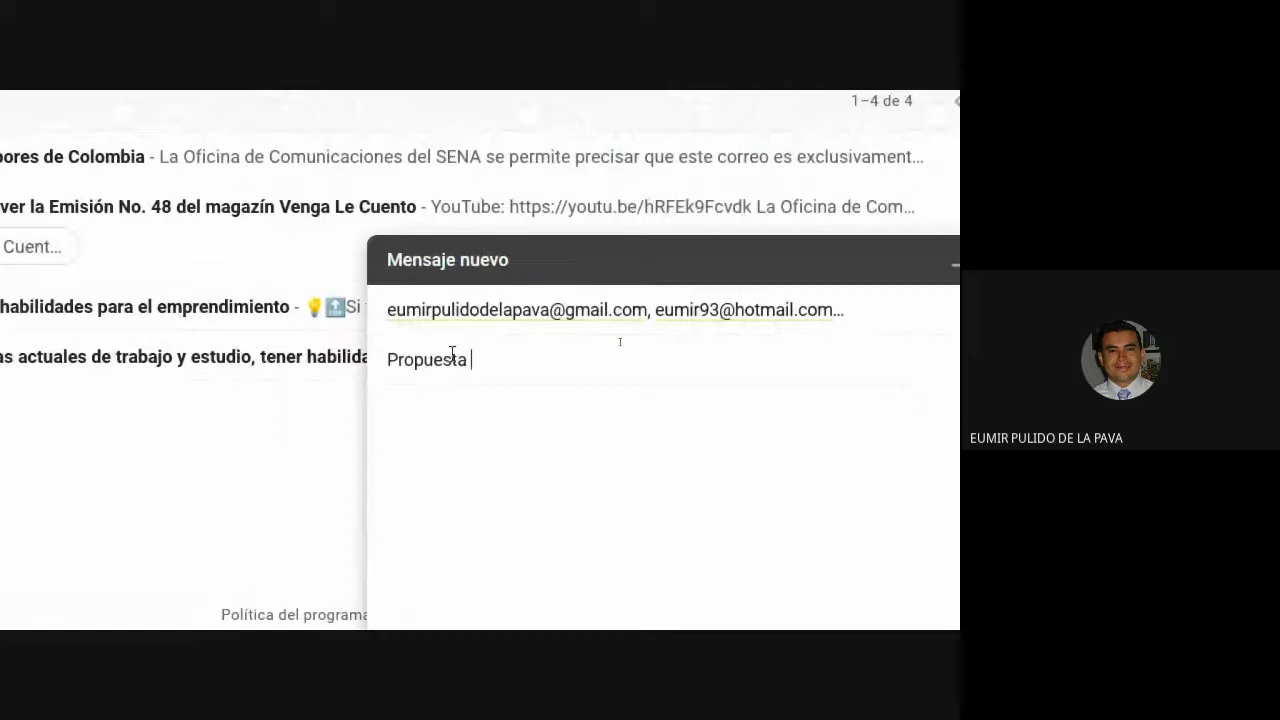 1–4 de 4
ores de Colombia - La Oficina de Comunicaciones del SENA se permite precisar que este correo es exclusivament...
ver la Emisión No. 48 del magazín Venga Le Cuento - YouTube: https://youtu.be/hRFEk9Fcvdk La Oficina de Com...
Cuent...
habilidades para el emprendimiento - 💡🔝Si
as actuales de trabajo y estudio, tener habilida
Política del programa
Mensaje nuevo
eumirpulidodelapava@gmail.com, eumir93@hotmail.com...
Propuesta
EUMIR PULIDO DE LA PAVA